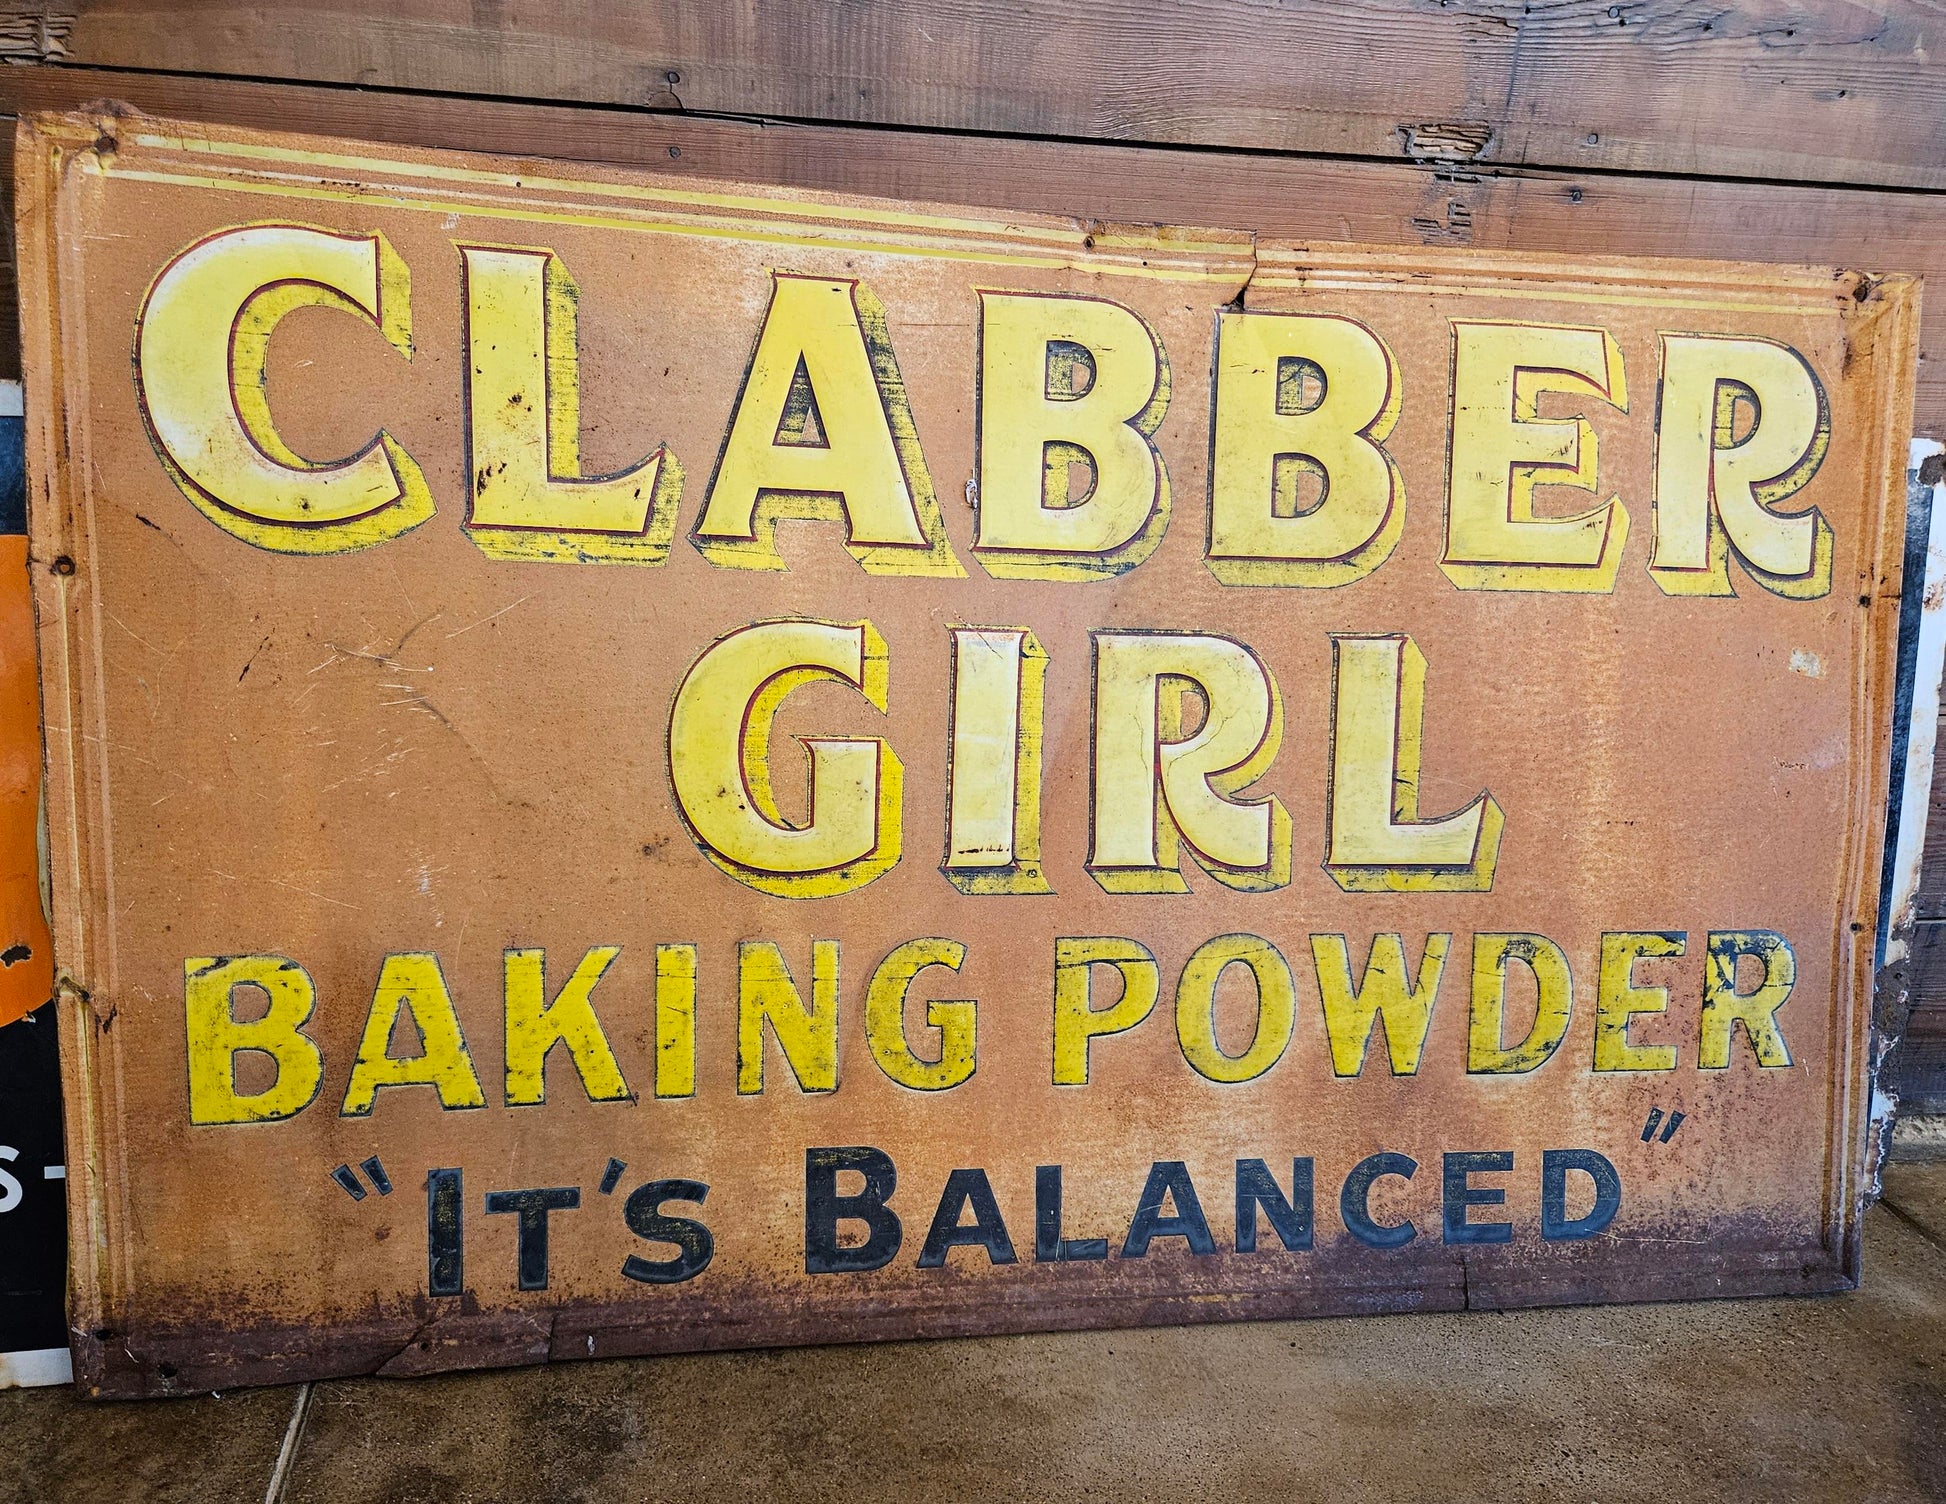 CLABBER
GIRL
BAKING POWDER
"IT'S BALANCED"
S-